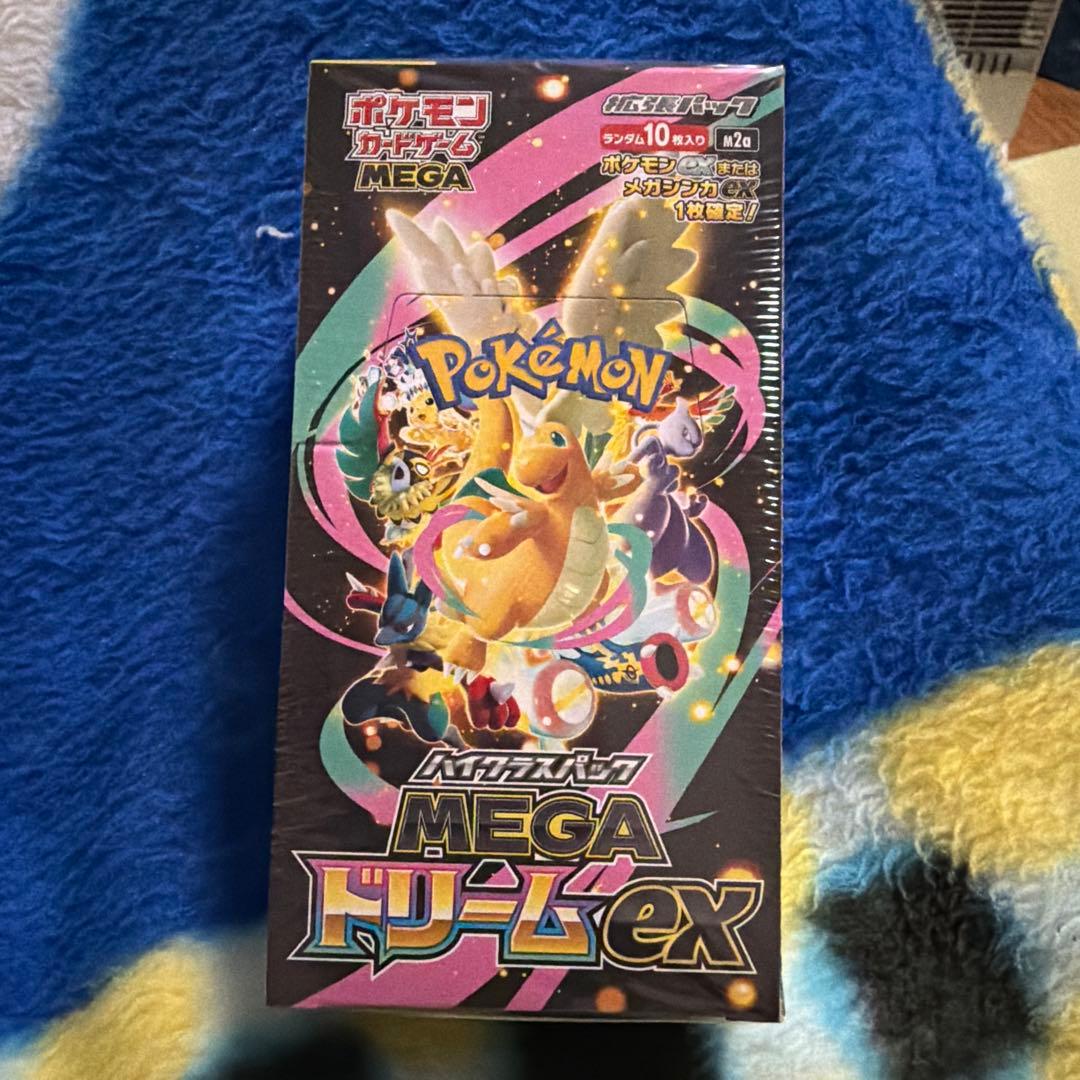 ポケモン
カードゲーム
MEGA
拡張パック
ランダム10枚入り M2a
ポケモンexまたは
メガシンカex
1枚確定!
POKéMON
ハイクラスパック
MEGA
ドリームex